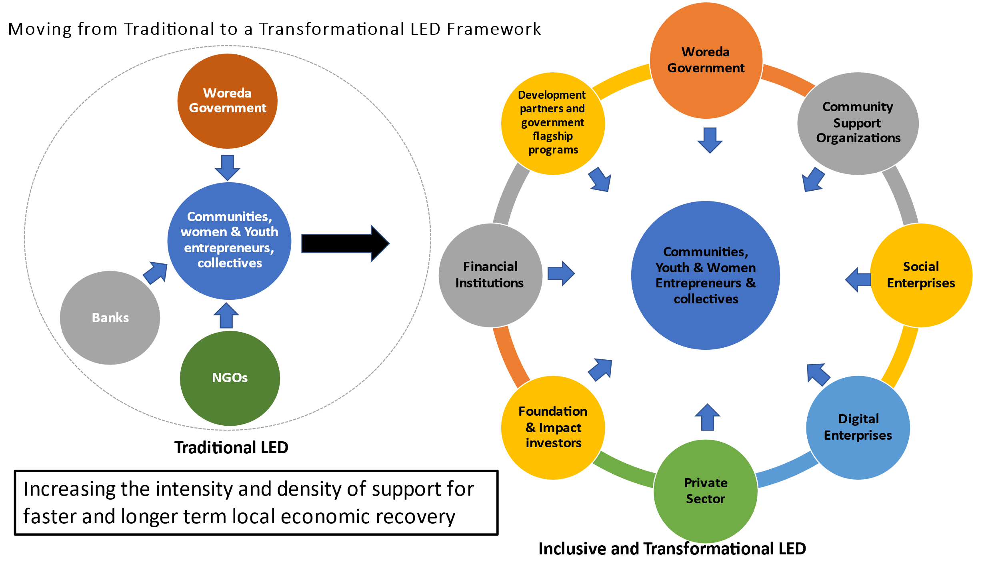 Moving from Traditional to a Transformational LED Framework
Woreda
Government
Communities,
women & Youth
entrepreneurs,
collectives
Banks
NGOs
Traditional LED
Increasing the intensity and density of support for
faster and longer term local economic recovery
Woreda
Government
Community
Support
Organizations
Social
Enterprises
Digital
Enterprises
Private
Sector
Foundation
& Impact
investors
Financial
Institutions
Development
partners and
government
flagship
programs
Communities,
Youth & Women
Entrepreneurs &
collectives
Inclusive and Transformational LED